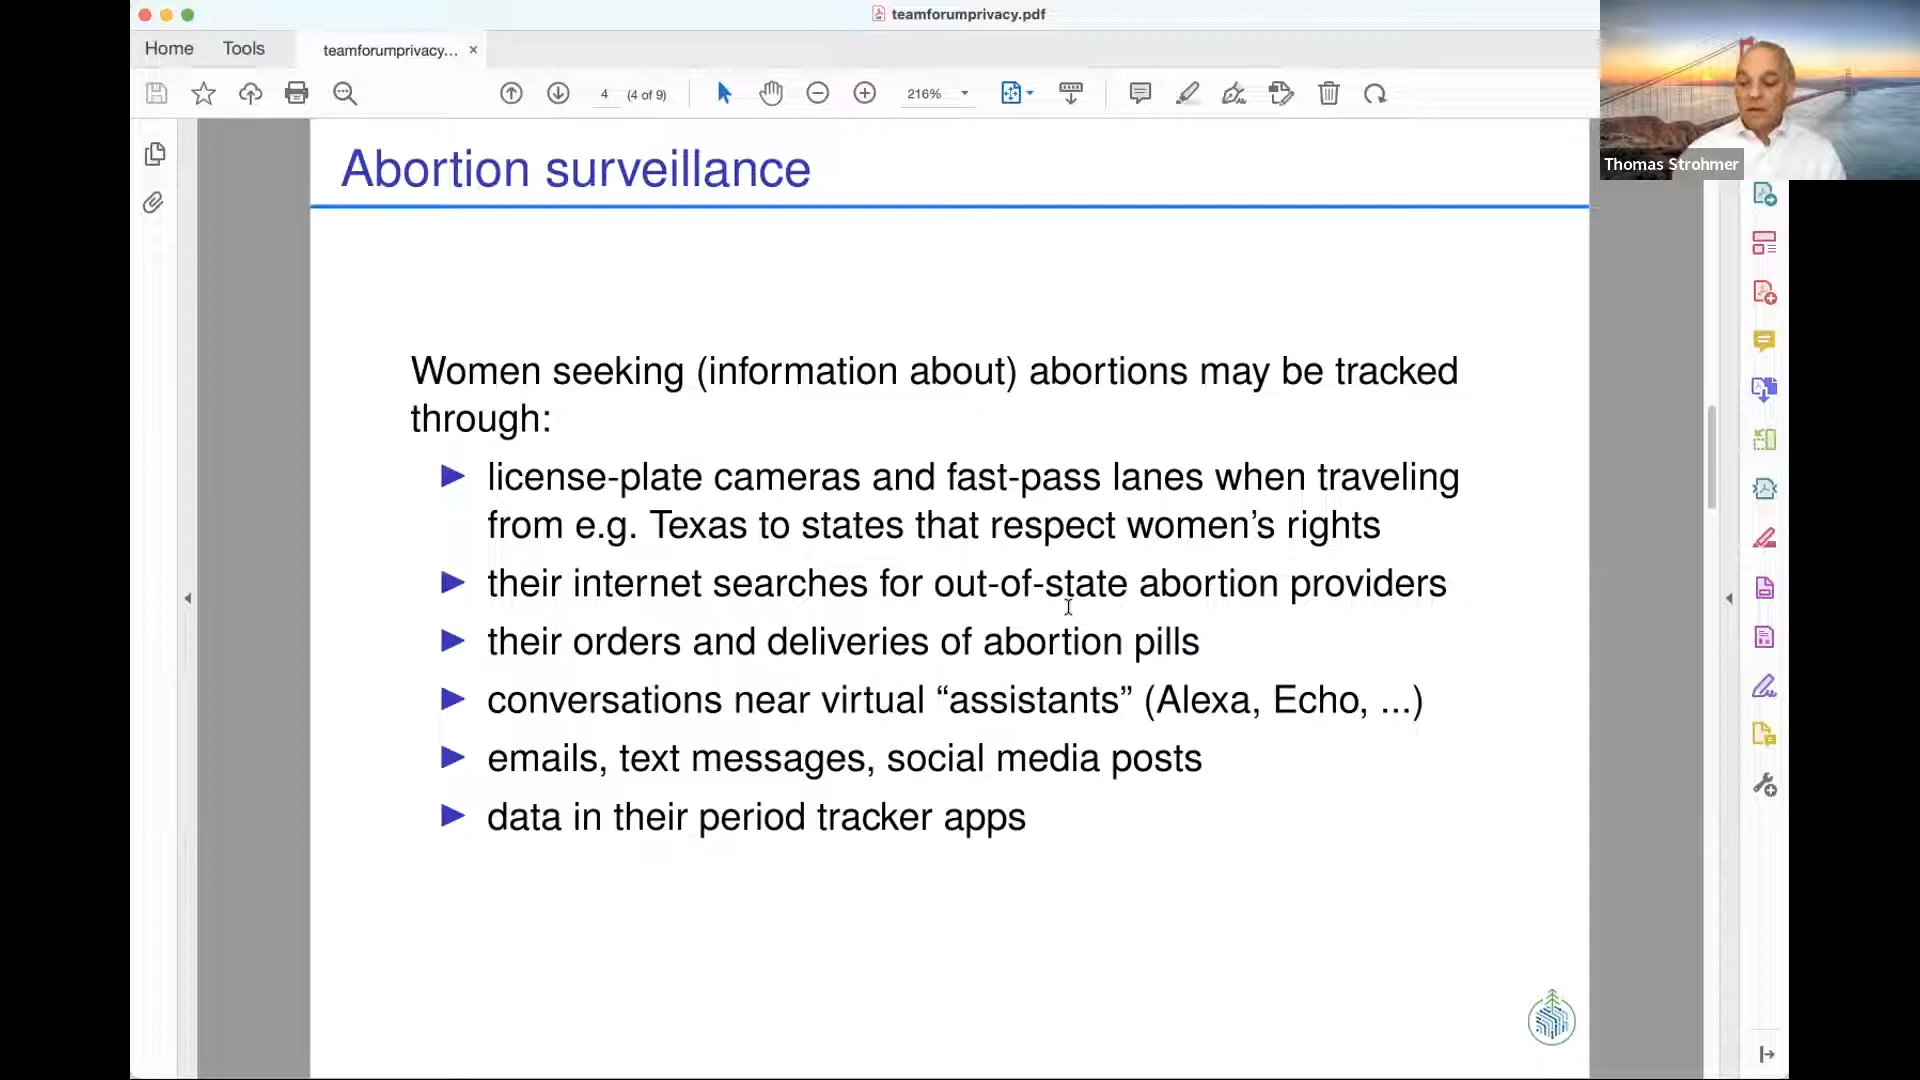 teamforumprivacy.pdf
Home
Tools
teamforumprivacy...
×
4
(4 of 9)
216%
Thomas Strohmer
Abortion surveillance
Women seeking (information about) abortions may be tracked
through:
license-plate cameras and fast-pass lanes when traveling
from e.g. Texas to states that respect women’s rights
their internet searches for out-of-state abortion providers
their orders and deliveries of abortion pills
conversations near virtual “assistants” (Alexa, Echo, ...)
emails, text messages, social media posts
data in their period tracker apps